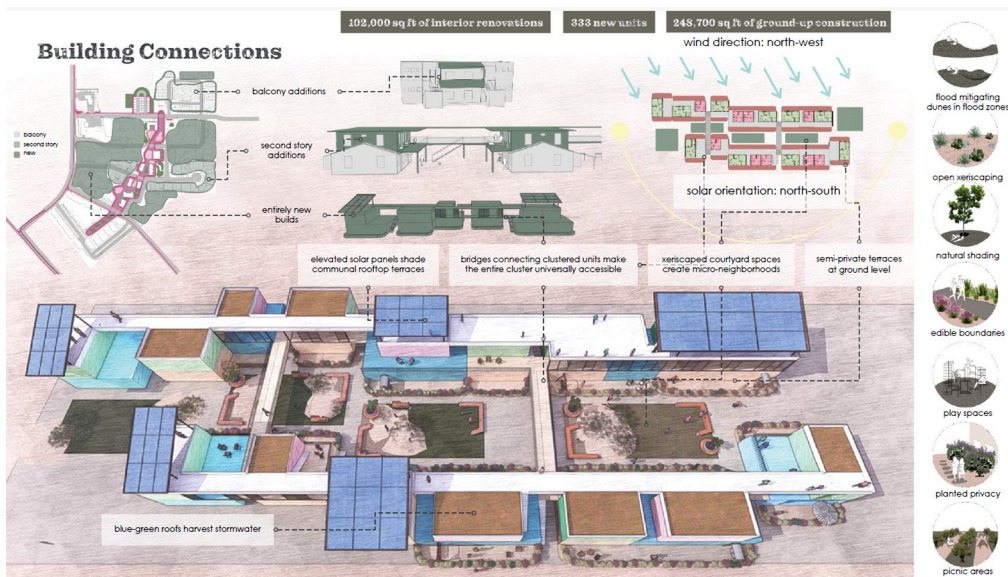 102,000 sq ft of interior renovations
333 new units
248,700 sq ft of ground-up construction
Building Connections
wind direction: north-west
balcony additions
balcony
second story
new
second story
additions
entirely new
builds
solar orientation: north-south
elevated solar panels shade
communal rooftop terraces
bridges connecting clustered units make
the entire cluster universally accessible
xeriscaped courtyard spaces
create micro-neighborhoods
semi-private terraces
at ground level
blue-green roofs harvest stormwater
flood mitigating
dunes in flood zones
open xeriscaping
natural shading
edible boundaries
play spaces
planted privacy
picnic areas